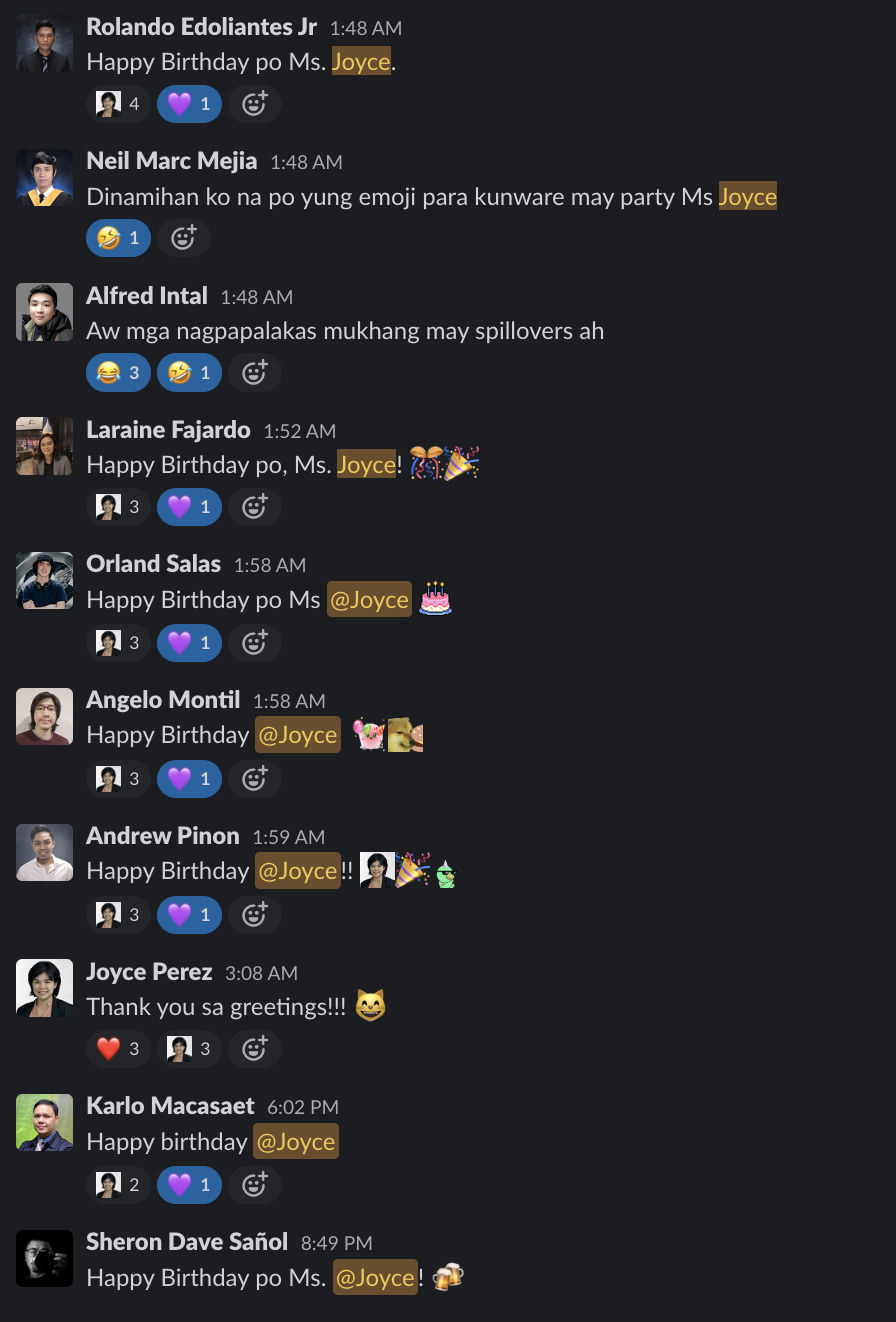 Rolando Edoliantes Jr 1:48 AM
Happy Birthday po Ms. Joyce.
4 1
Neil Marc Mejia 1:48 AM
Dinamihan ko na po yung emoji para kunware may party Ms Joyce
1
Alfred Intal 1:48 AM
Aw mga nagpapalakas mukhang may spillovers ah
3 1
Laraine Fajardo 1:52 AM
Happy Birthday po, Ms. Joyce!
3 1
Orland Salas 1:58 AM
Happy Birthday po Ms @Joyce
3 1
Angelo Montil 1:58 AM
Happy Birthday @Joyce
3 1
Andrew Pinon 1:59 AM
Happy Birthday @Joyce!!
3 1
Joyce Perez 3:08 AM
Thank you sa greetings!!!
3 3
Karlo Macasaet 6:02 PM
Happy birthday @Joyce
2 1
Sheron Dave Sañol 8:49 PM
Happy Birthday po Ms. @Joyce!